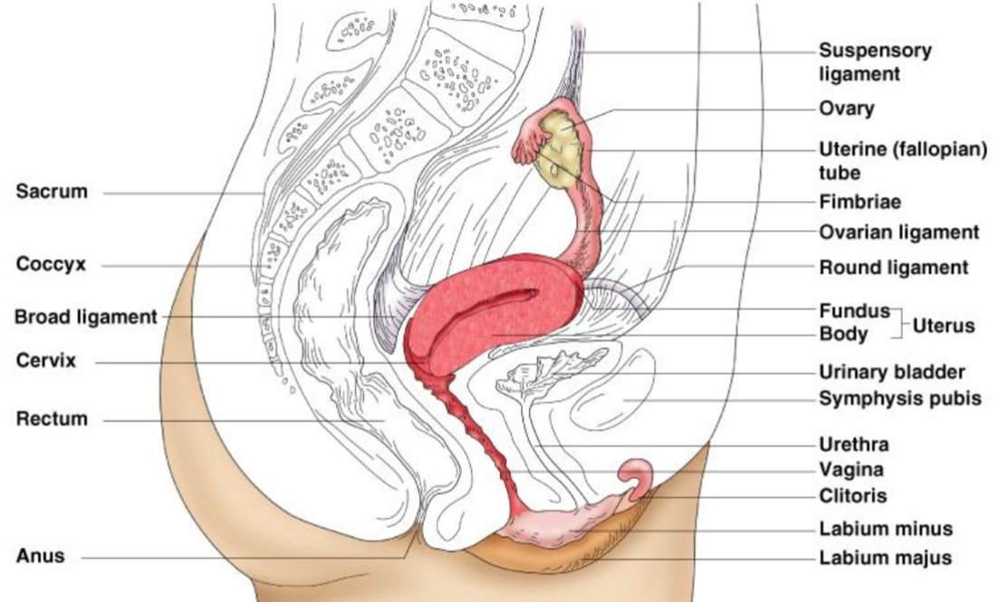 Sacrum
Coccyx
Broad ligament
Cervix
Rectum
Anus
Suspensory
ligament
Ovary
Uterine (fallopian)
tube
Fimbriae
Ovarian ligament
Round ligament
Fundus
Body
Uterus
Urinary bladder
Symphysis pubis
Urethra
Vagina
Clitoris
Labium minus
Labium majus